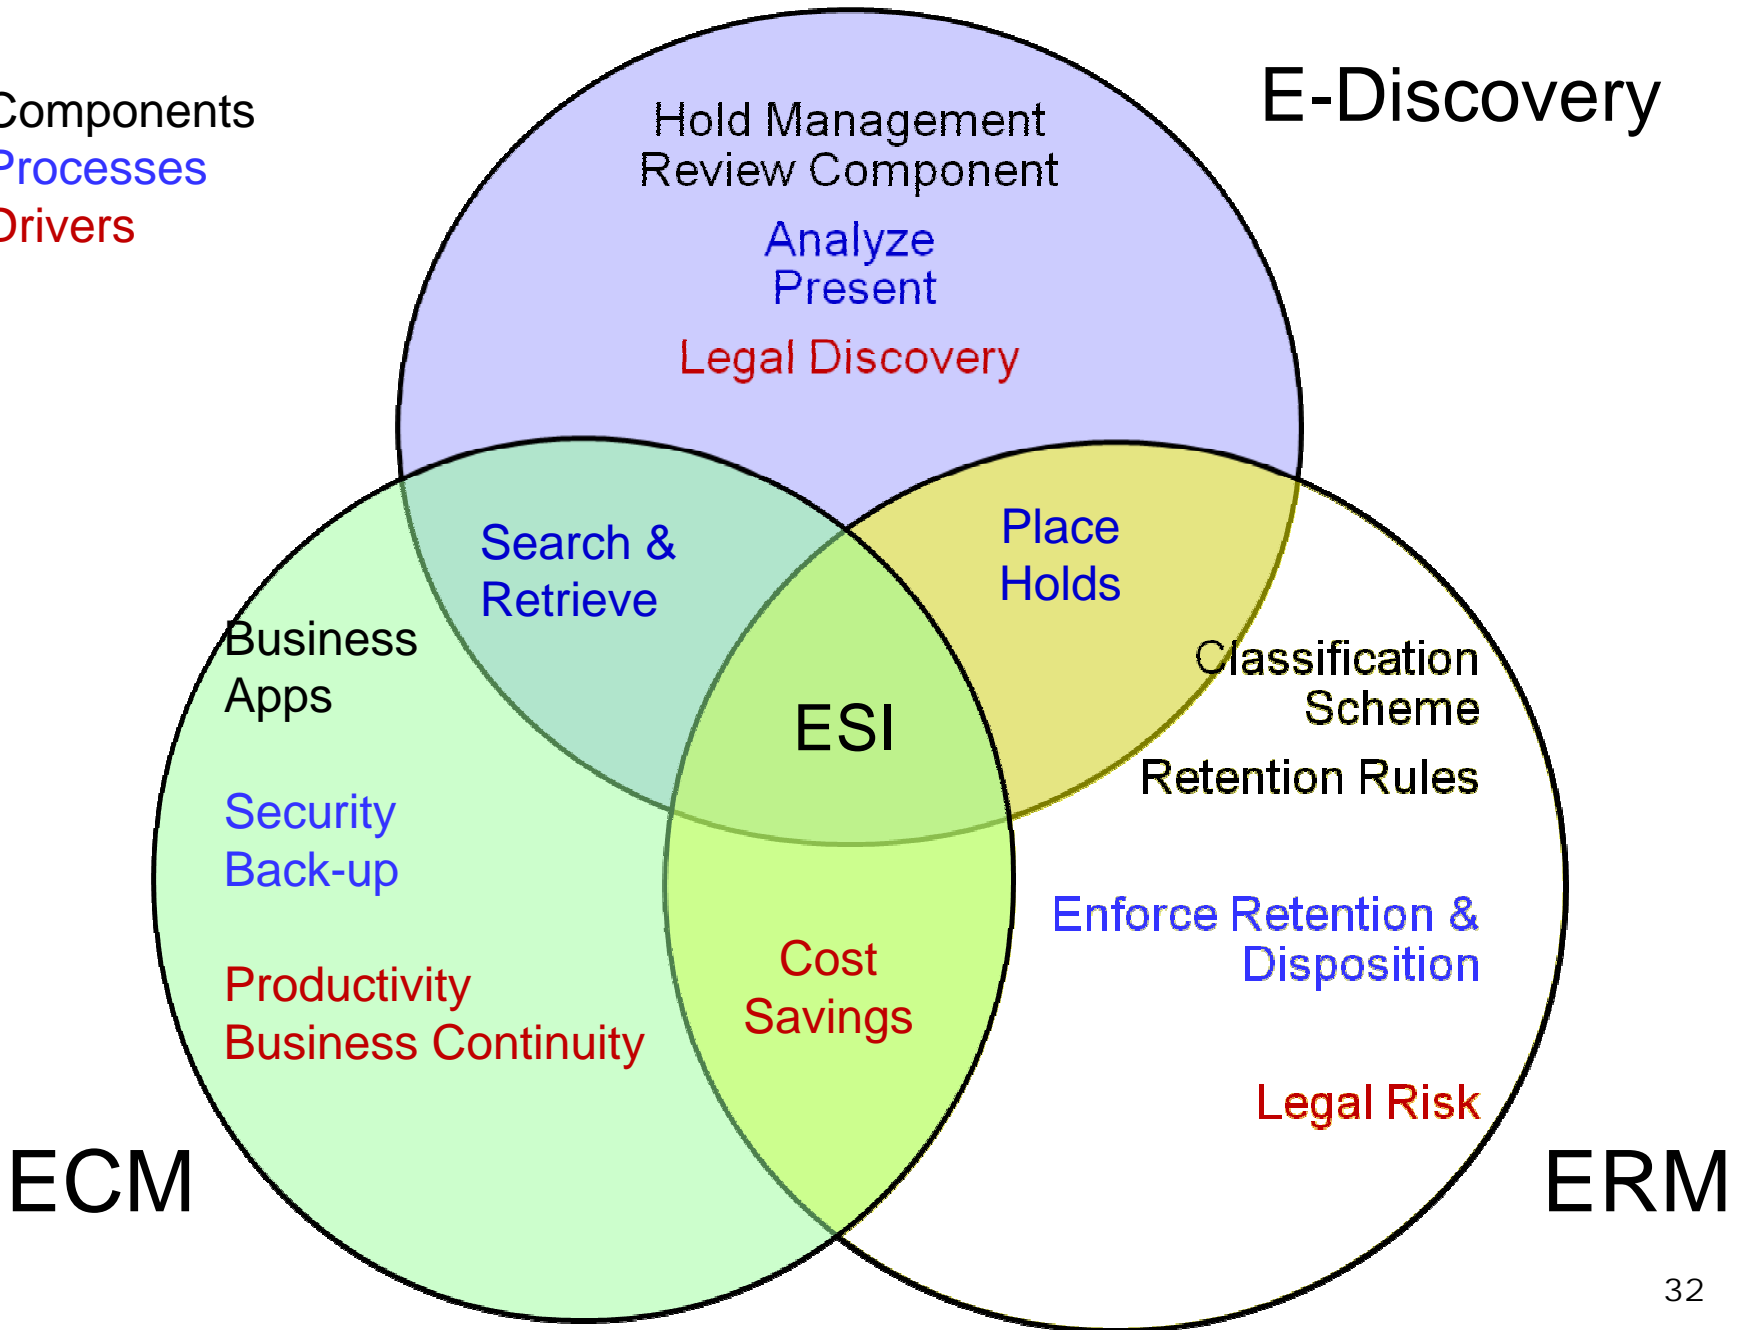 E-Discovery
Components
Processes
Drivers
Hold Management
Review Component
Analyze
Present
Legal Discovery
Search &
Retrieve
Place
Holds
Business
Apps
Security
Back-up
Productivity
Business Continuity
ESI
Cost
Savings
Classification
Scheme
Retention Rules
Enforce Retention &
Disposition
Legal Risk
ECM
ERM
32